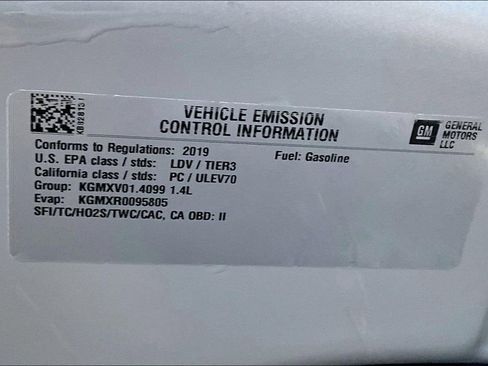 VEHICLE EMISSION
CONTROL INFORMATION
GM
GENERAL
MOTORS
LLC
Conforms to Regulations: 2019
Fuel: Gasoline
U.S. EPA class / stds: LDV / TIER3
California class / stds: PC / ULEV70
Group: KGMXV01.4099 1.4L
Evap: KGMXR0095805
SFI/TC/HO2S/TWC/CAC, CA OBD: II